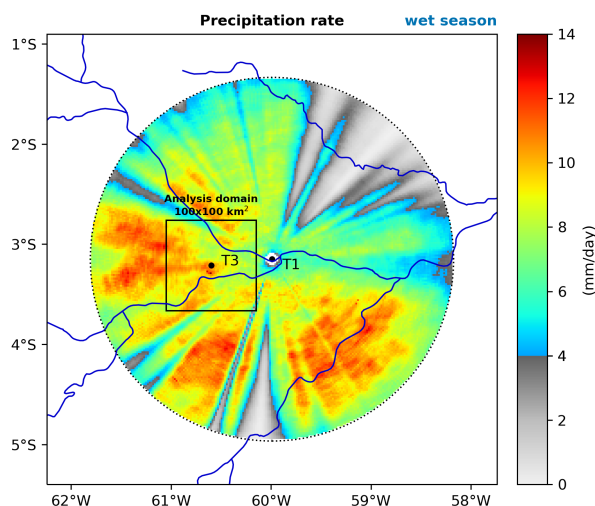 Precipitation rate wet season
1°S
2°S
3°S
4°S
5°S
62°W 61°W 60°W 59°W 58°W
Analysis domain
100x100 km²
T3
T1
14
12
10
8
6
4
2
0
(mm/day)